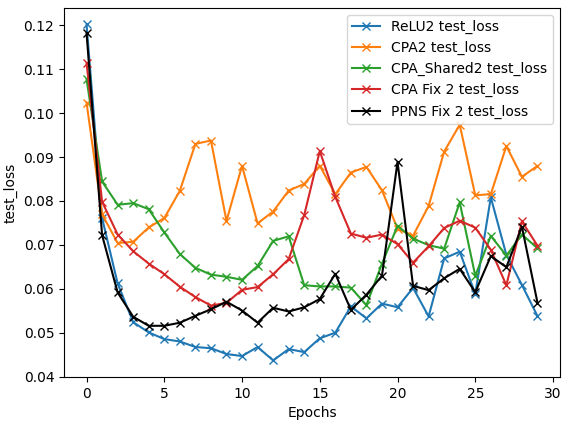 ReLU2 test_loss
CPA2 test_loss
CPA_Shared2 test_loss
CPA Fix 2 test_loss
PPNS Fix 2 test_loss
0.12
0.11
0.10
0.09
0.08
0.07
0.06
0.05
0.04
test_loss
0 5 10 15 20 25 30
Epochs